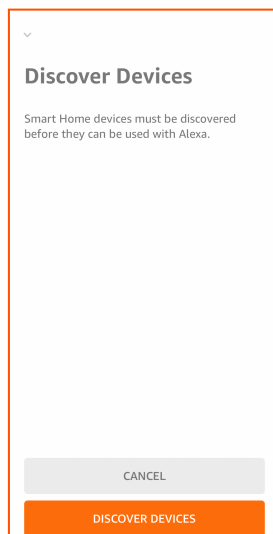 Discover Devices
Smart Home devices must be discovered
before they can be used with Alexa.
CANCEL
DISCOVER DEVICES